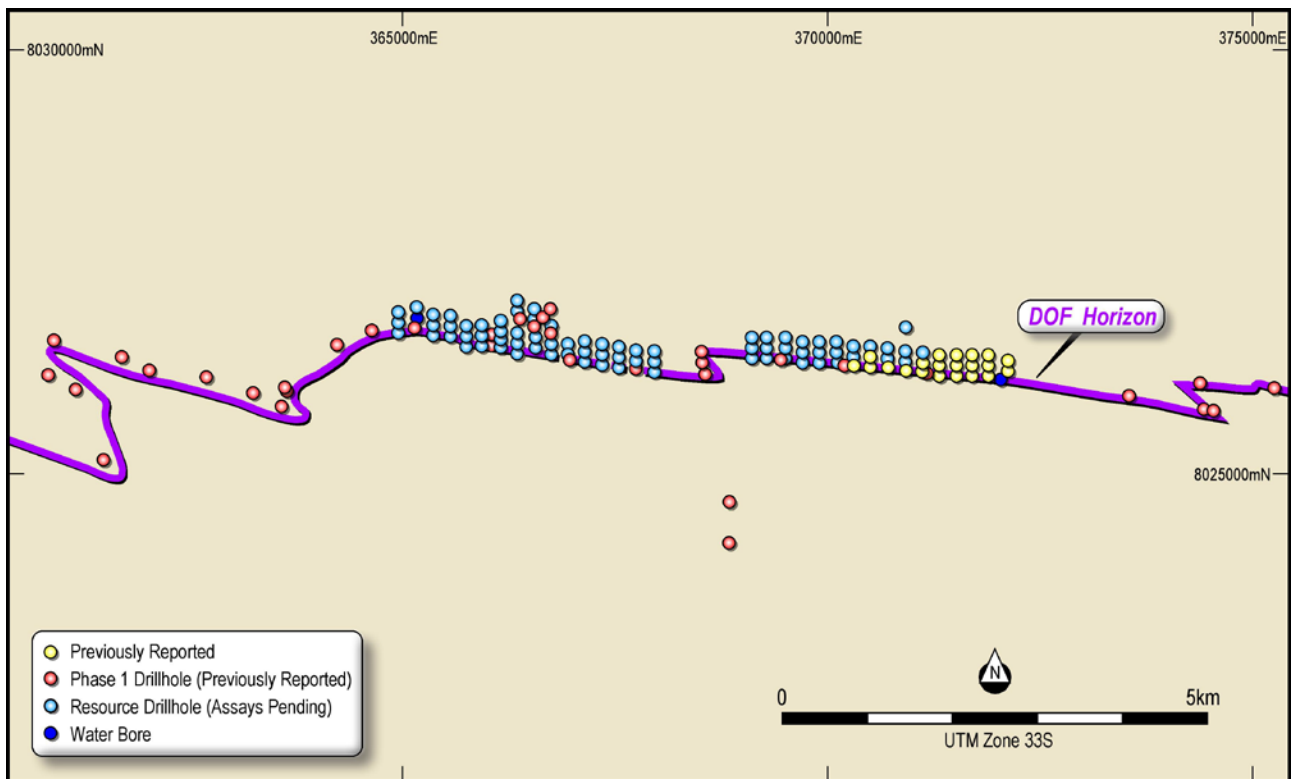 365000mE
370000mE
375000mE
8030000mN
DOF Horizon
8025000mN
Previously Reported
Phase 1 Drillhole (Previously Reported)
Resource Drillhole (Assays Pending)
Water Bore
N
0
5km
UTM Zone 33S